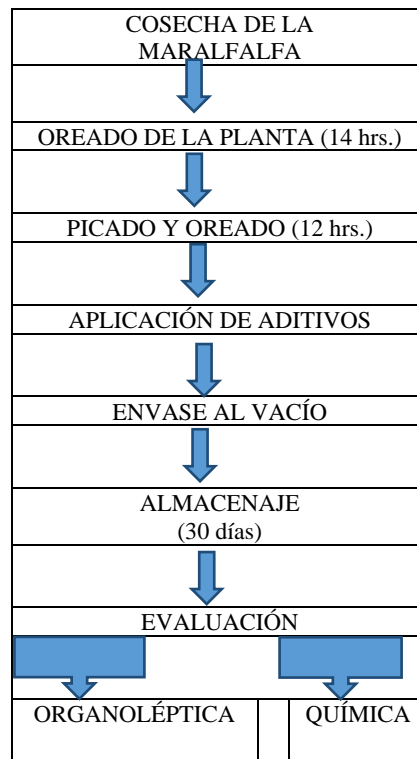 COSECHA DE LA
MARALFALFA
OREADO DE LA PLANTA (14 hrs.)
PICADO Y OREADO (12 hrs.)
APLICACIÓN DE ADITIVOS
ENVASE AL VACÍO
ALMACENAJE
(30 días)
EVALUACIÓN
ORGANOLÉPTICA
QUÍMICA